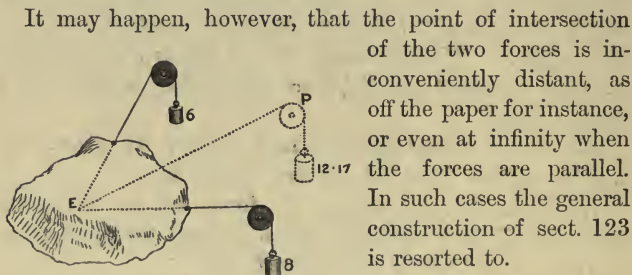 It may happen, however, that the point of intersection
of the two forces is in-
conveniently distant, as
off the paper for instance,
or even at infinity when
the forces are parallel.
In such cases the general
construction of sect. 123
is resorted to.
6
P
12·17
E
8